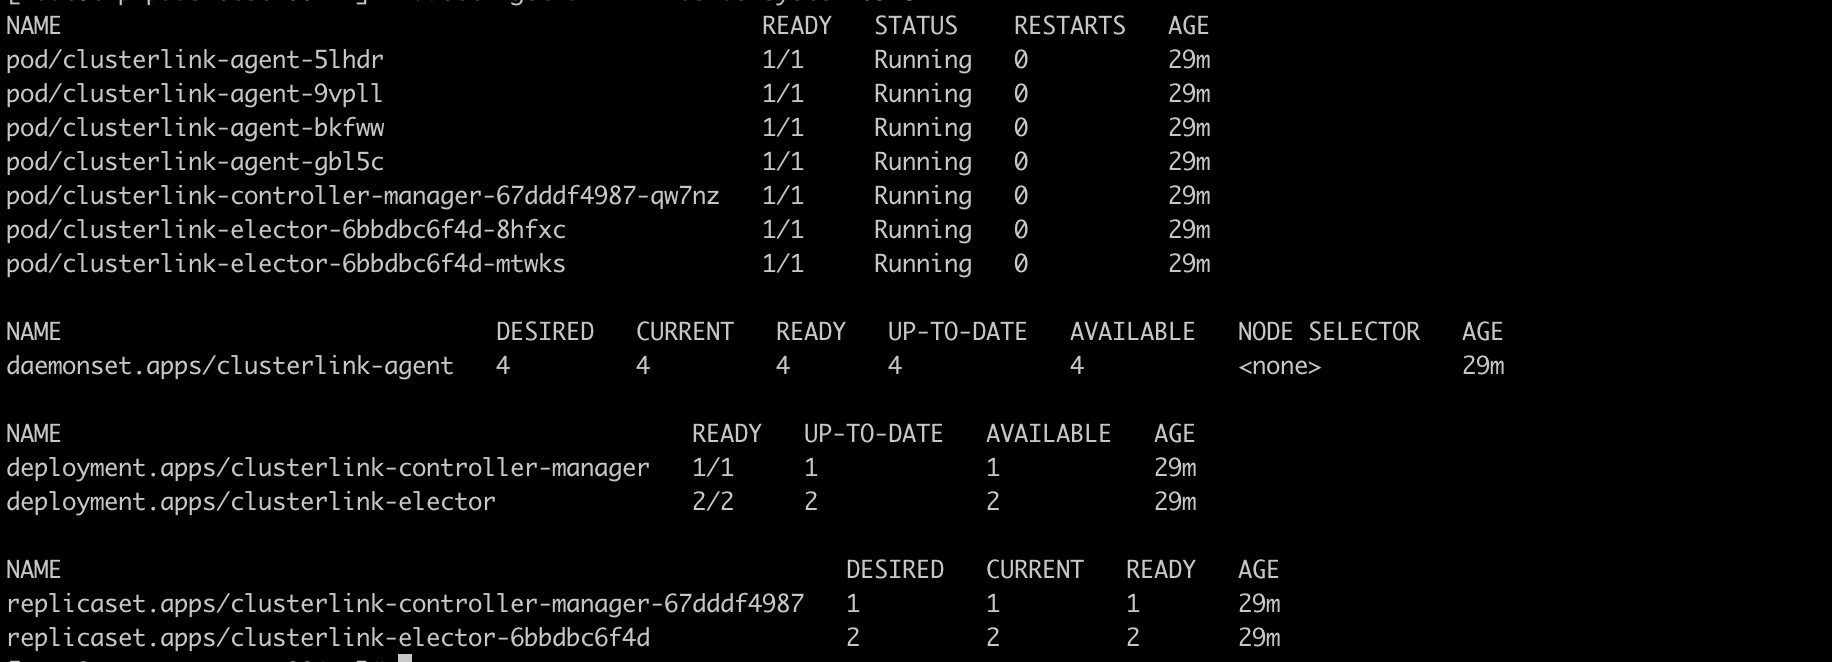 NAME READY STATUS RESTARTS AGE
pod/clusterlink-agent-5lhdr 1/1 Running 0 29m
pod/clusterlink-agent-9vpll 1/1 Running 0 29m
pod/clusterlink-agent-bkfww 1/1 Running 0 29m
pod/clusterlink-agent-gbl5c 1/1 Running 0 29m
pod/clusterlink-controller-manager-67dddf4987-qw7nz 1/1 Running 0 29m
pod/clusterlink-elector-6bbdbc6f4d-8hfxc 1/1 Running 0 29m
pod/clusterlink-elector-6bbdbc6f4d-mtwks 1/1 Running 0 29m
NAME DESIRED CURRENT READY UP-TO-DATE AVAILABLE NODE SELECTOR AGE
daemonset.apps/clusterlink-agent 4 4 4 4 4 <none> 29m
NAME READY UP-TO-DATE AVAILABLE AGE
deployment.apps/clusterlink-controller-manager 1/1 1 1 29m
deployment.apps/clusterlink-elector 2/2 2 2 29m
NAME DESIRED CURRENT READY AGE
replicaset.apps/clusterlink-controller-manager-67dddf4987 1 1 1 29m
replicaset.apps/clusterlink-elector-6bbdbc6f4d 2 2 2 29m